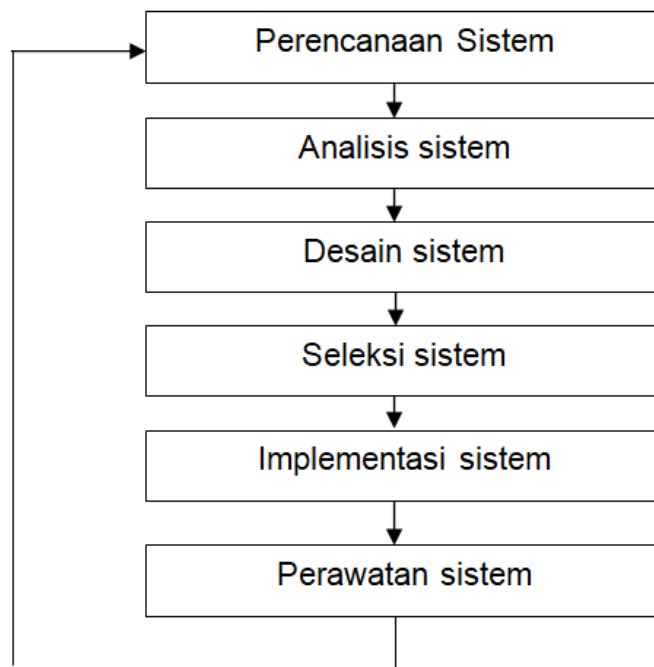 Perencanaan Sistem
Analisis sistem
Desain sistem
Seleksi sistem
Implementasi sistem
Perawatan sistem